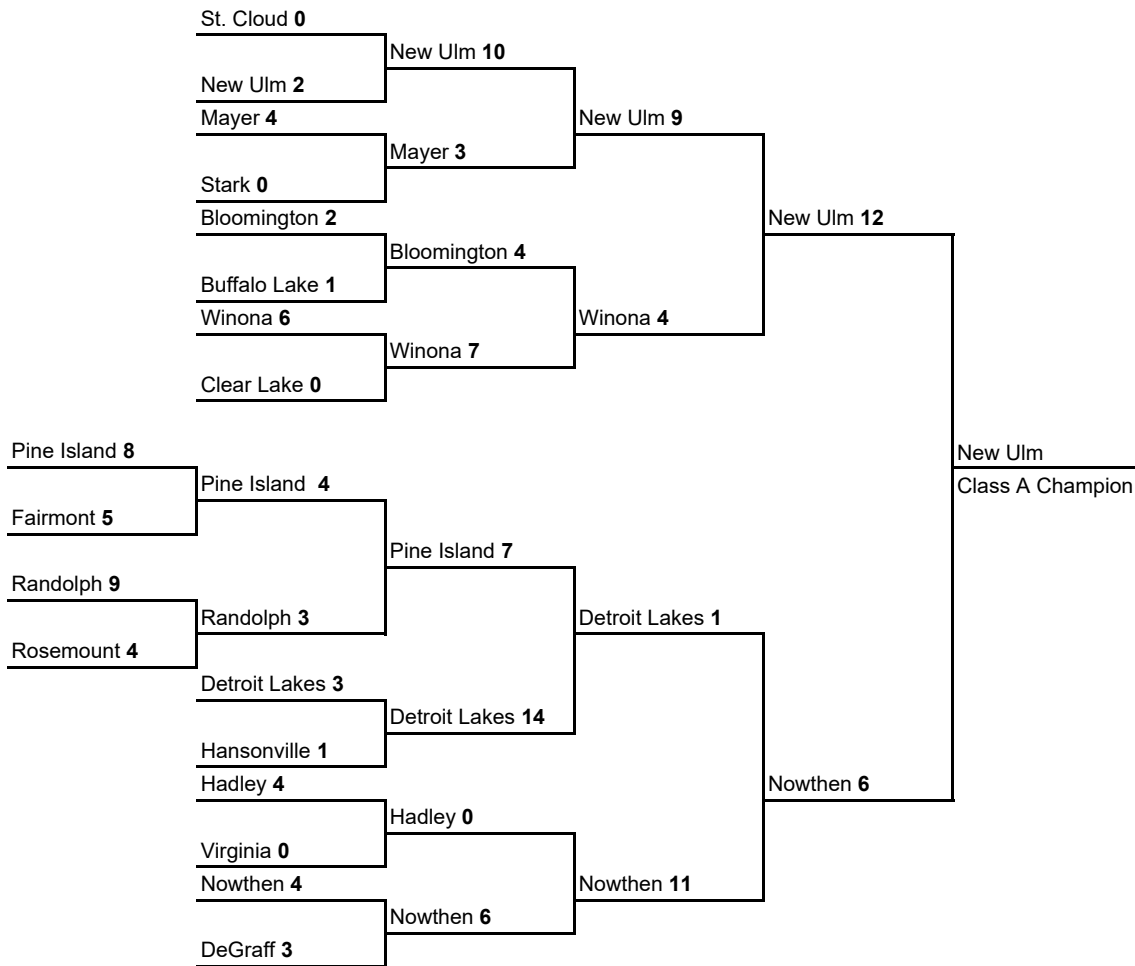 St. Cloud 0
New Ulm 10
New Ulm 2
Mayer 4
New Ulm 9
Mayer 3
Stark 0
Bloomington 2
New Ulm 12
Bloomington 4
Buffalo Lake 1
Winona 6
Winona 4
Winona 7
Clear Lake 0
Pine Island 8
New Ulm
Pine Island  4
Class A Champion
Fairmont 5
Pine Island 7
Randolph 9
Randolph 3
Detroit Lakes 1
Rosemount 4
Detroit Lakes 3
Detroit Lakes 14
Hansonville 1
Hadley 4
Nowthen 6
Hadley 0
Virginia 0
Nowthen 4
Nowthen 11
Nowthen 6
DeGraff 3